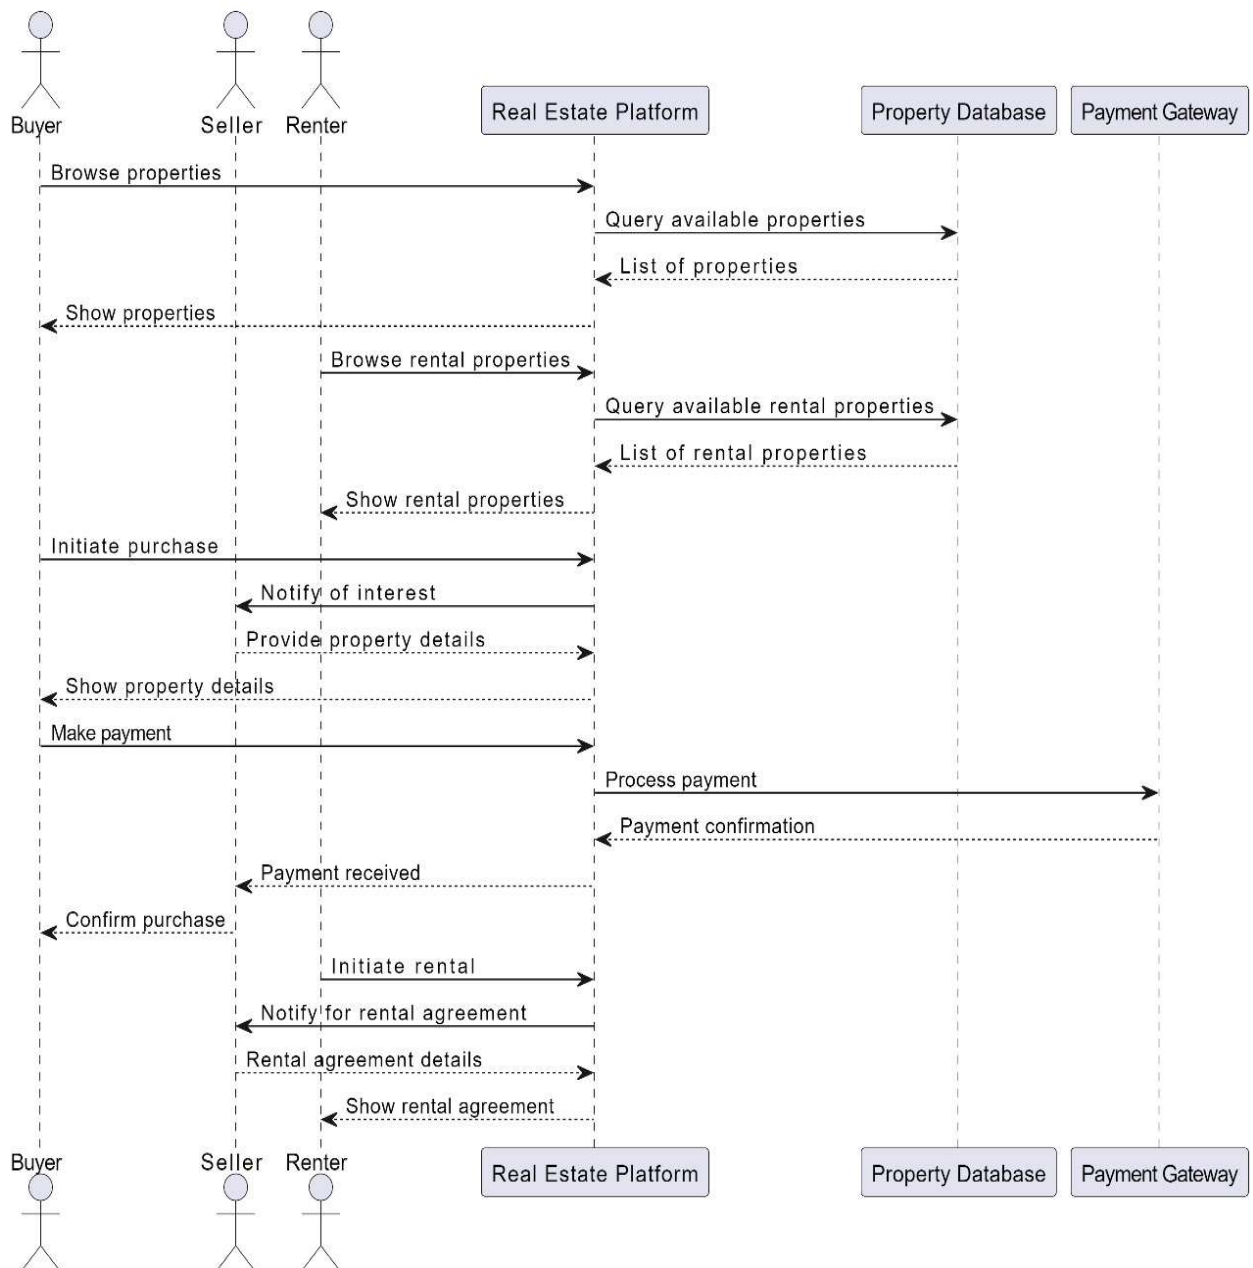 Buyer
Seller
Renter
Real Estate Platform
Property Database
Payment Gateway
Browse properties
Query available properties
List of properties
Show properties
Browse rental properties
Query available rental properties
List of rental properties
Show rental properties
Initiate purchase
Notify of interest
Provide property details
Show property details
Make payment
Process payment
Payment confirmation
Payment received
Confirm purchase
Initiate rental
Notify for rental agreement
Rental agreement details
Show rental agreement
Buyer
Seller
Renter
Real Estate Platform
Property Database
Payment Gateway